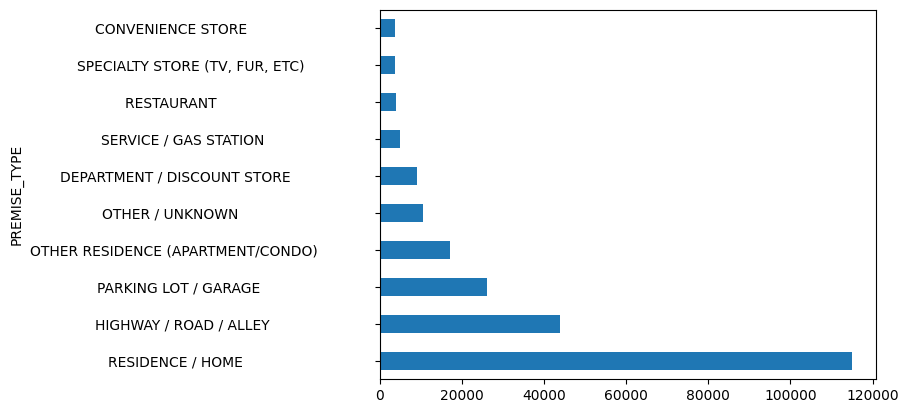 PREMISE_TYPE
CONVENIENCE STORE
SPECIALTY STORE (TV, FUR, ETC)
RESTAURANT
SERVICE / GAS STATION
DEPARTMENT / DISCOUNT STORE
OTHER / UNKNOWN
OTHER RESIDENCE (APARTMENT/CONDO)
PARKING LOT / GARAGE
HIGHWAY / ROAD / ALLEY
RESIDENCE / HOME
0 20000 40000 60000 80000 100000 120000